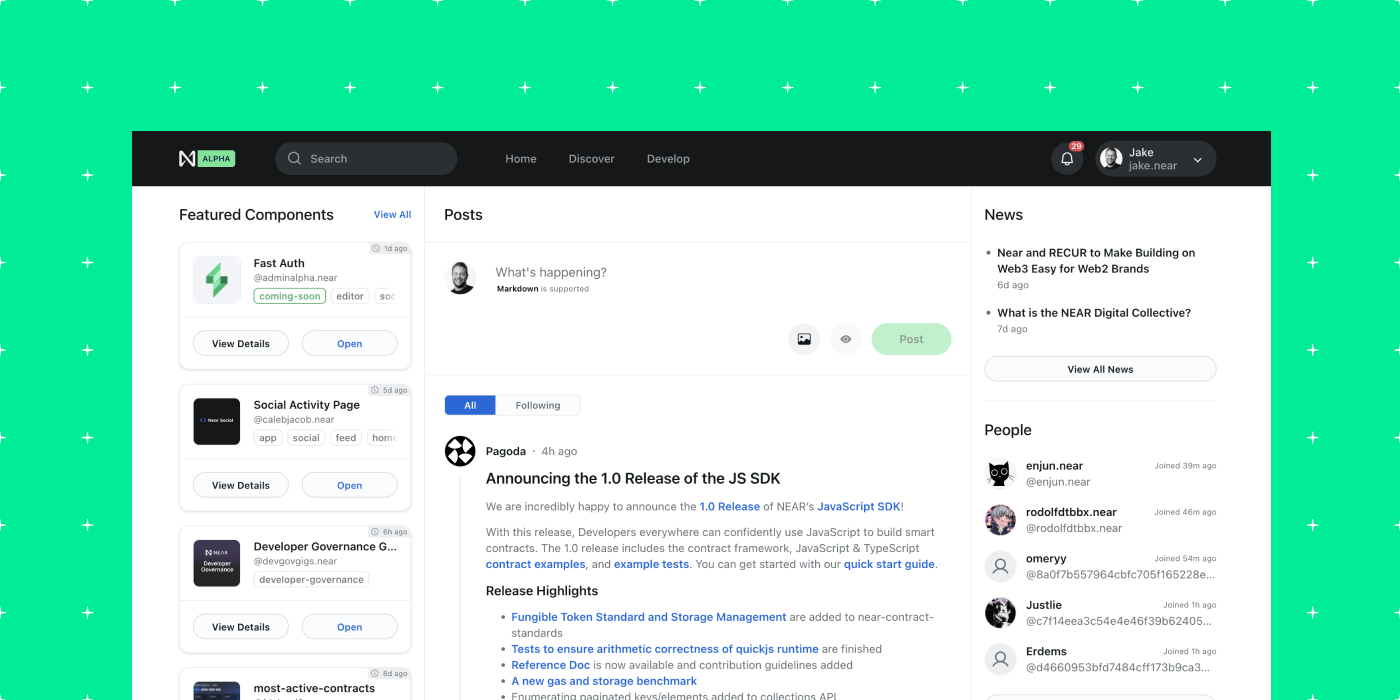 ALPHA
Search
Home
Discover
Develop
29
Jake
jake.near
Featured Components
View All
1d ago
Fast Auth
@adminalpha.near
coming-soon
editor
soc
View Details
Open
5d ago
Social Activity Page
@calebjacob.near
app
social
feed
home
View Details
Open
6h ago
Developer Governance G...
@devgovgigs.near
developer-governance
View Details
Open
8d ago
most-active-contracts
Near Social
NEAR
Developer
Governance
Posts
What's happening?
Markdown is supported
Post
All
Following
Pagoda · 4h ago
Announcing the 1.0 Release of the JS SDK
We are incredibly happy to announce the 1.0 Release of NEAR's JavaScript SDK!
With this release, Developers everywhere can confidently use JavaScript to build smart
contracts. The 1.0 release includes the contract framework, JavaScript & TypeScript
contract examples, and example tests. You can get started with our quick start guide.
Release Highlights
• Fungible Token Standard and Storage Management are added to near-contract-
standards
• Tests to ensure arithmetic correctness of quickjs runtime are finished
• Reference Doc is now available and contribution guidelines added
• A new gas and storage benchmark
• Enumerating paginated keys/elements added to collections API
News
• Near and RECUR to Make Building on
Web3 Easy for Web2 Brands
6d ago
• What is the NEAR Digital Collective?
7d ago
View All News
People
enjun.near
Joined 39m ago
@enjun.near
rodolfdtbbx.near
Joined 46m ago
@rodolfdtbbx.near
omeryy
Joined 54m ago
@8a0f7b557964cbfc705f165228e...
Justlie
Joined 1h ago
@c7f14eea3c54e4e46f39b62405...
Erdems
Joined 1h ago
@d4660953bfd7484cff173b9ca3...